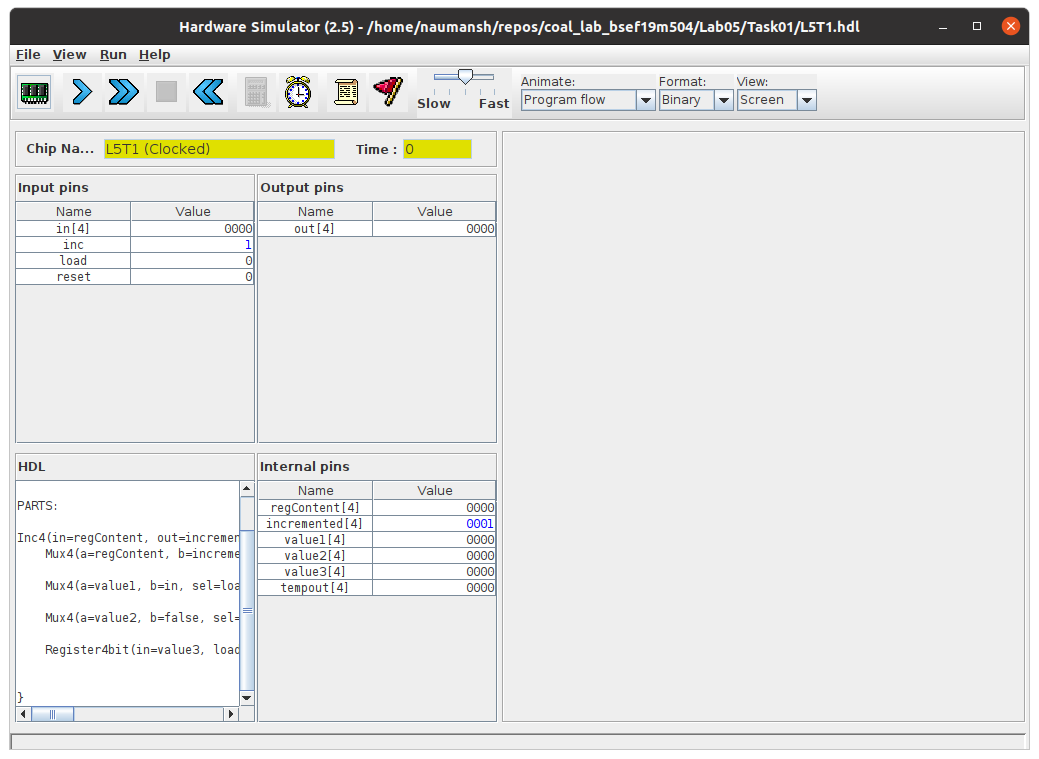 Hardware Simulator (2.5) - /home/naumansh/repos/coal_lab_bsef19m504/Lab05/Task01/L5T1.hdl
File View Run Help
Slow Fast
Animate: Format: View:
Program flow Binary Screen
Chip Na... L5T1 (Clocked) Time : 0
Input pins
Name Value
in[4] 0000
inc 1
load 0
reset 0
Output pins
Name Value
out[4] 0000
HDL
PARTS:
Inc4(in=regContent, out=incremen
Mux4(a=regContent, b=increme
Mux4(a=value1, b=in, sel=loa
Mux4(a=value2, b=false, sel=
Register4bit(in=value3, load
}
Internal pins
Name Value
regContent[4] 0000
incremented[4] 0001
value1[4] 0000
value2[4] 0000
value3[4] 0000
tempout[4] 0000